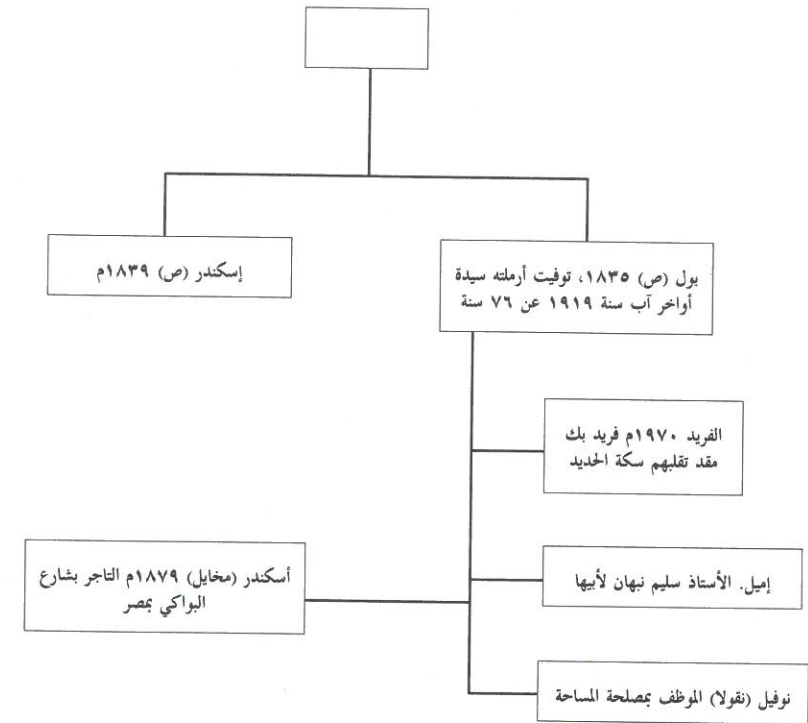 إسكندر (ص) ١٨٣٩م
بول (ص) ١٨٣٥، توفيت أرملته سيدة
أواخر آب سنة ١٩١٩ عن ٧٦ سنة
الفريد ١٩٧٠م فريد بك
مقد تقلبهم سكة الحديد
إميل. الأستاذ سليم نبهان لأبيها
أسكندر (مخايل) ١٨٧٩م التاجر بشارع
البواكي بمصر
نوفيل (نقولا) الموظف بمصلحة المساحة